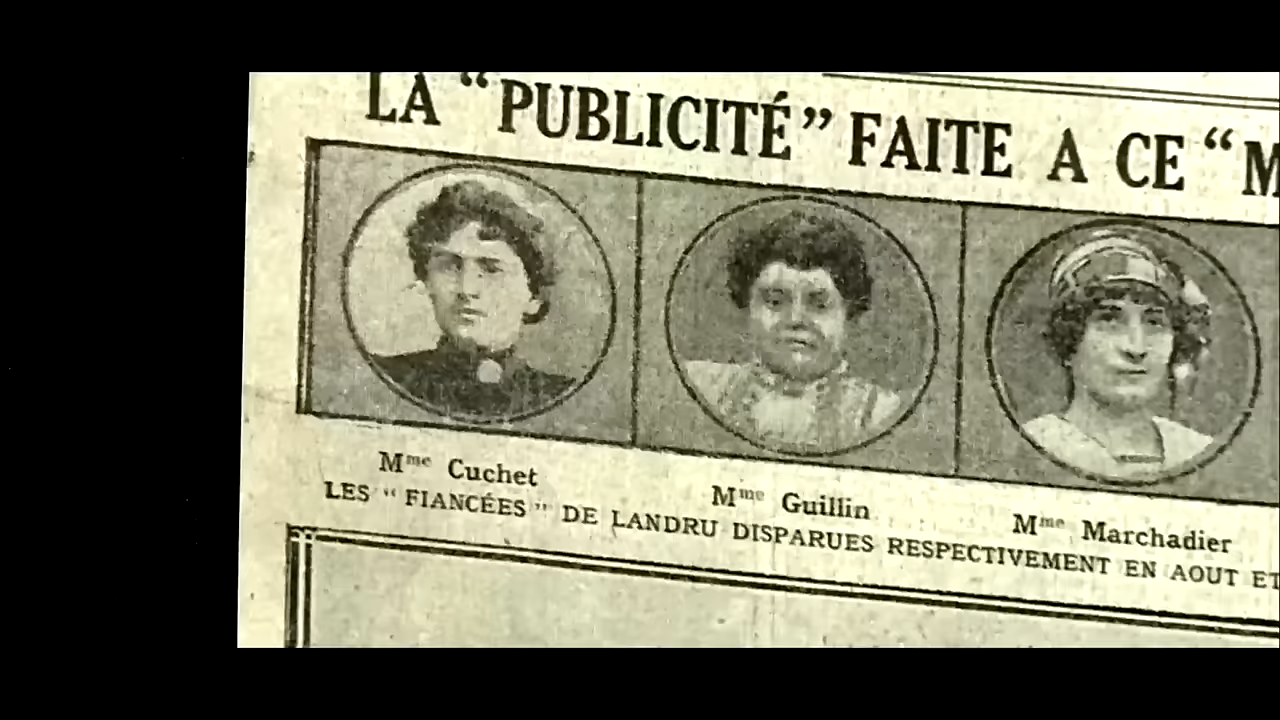 LA “PUBLICITÉ” FAITE A CE “M
Mme Cuchet
Mme Guillin
Mme Marchadier
LES “ FIANCÉES ” DE LANDRU DISPARUES RESPECTIVEMENT EN AOUT ET